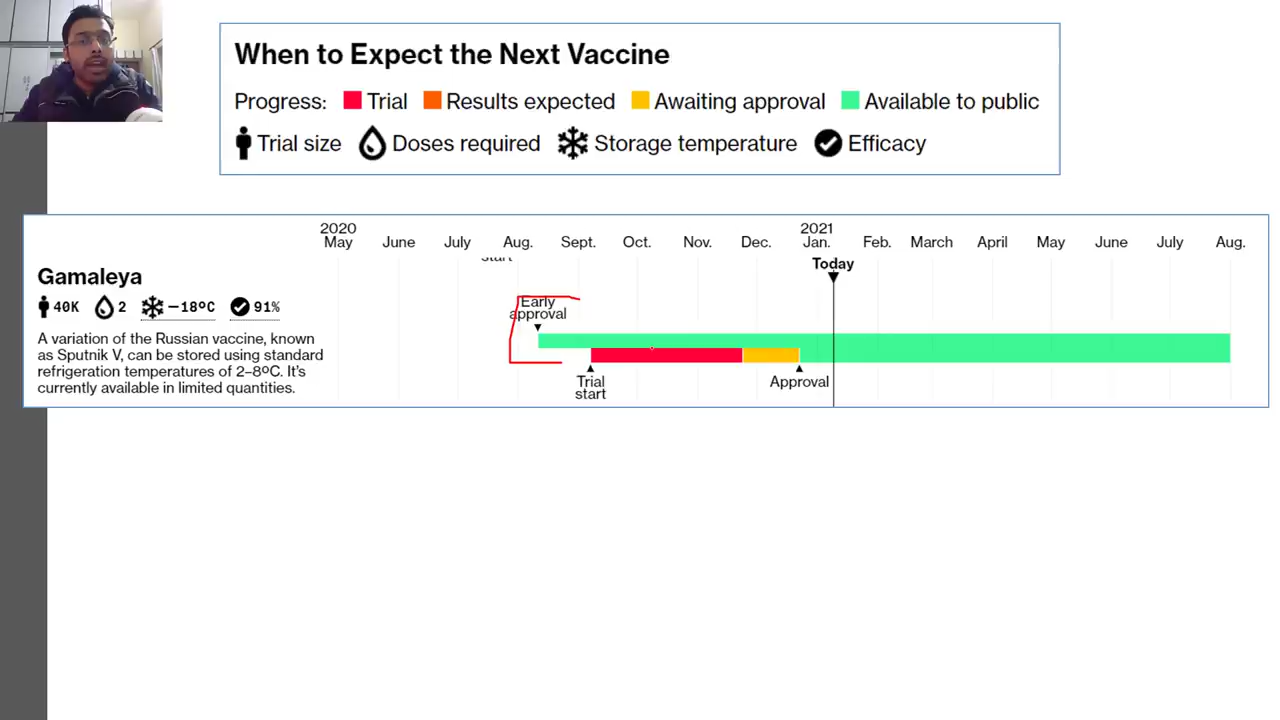 When to Expect the Next Vaccine
Progress: Trial Results expected Awaiting approval Available to public
Trial size Doses required Storage temperature Efficacy
2020 2021
May June July Aug. Sept. Oct. Nov. Dec. Jan. Feb. March April May June July Aug.
start
Today
Gamaleya
40K 2 −18ºC 91%
A variation of the Russian vaccine, known
as Sputnik V, can be stored using standard
refrigeration temperatures of 2–8ºC. It's
currently available in limited quantities.
Early
approval
Trial
start
Approval